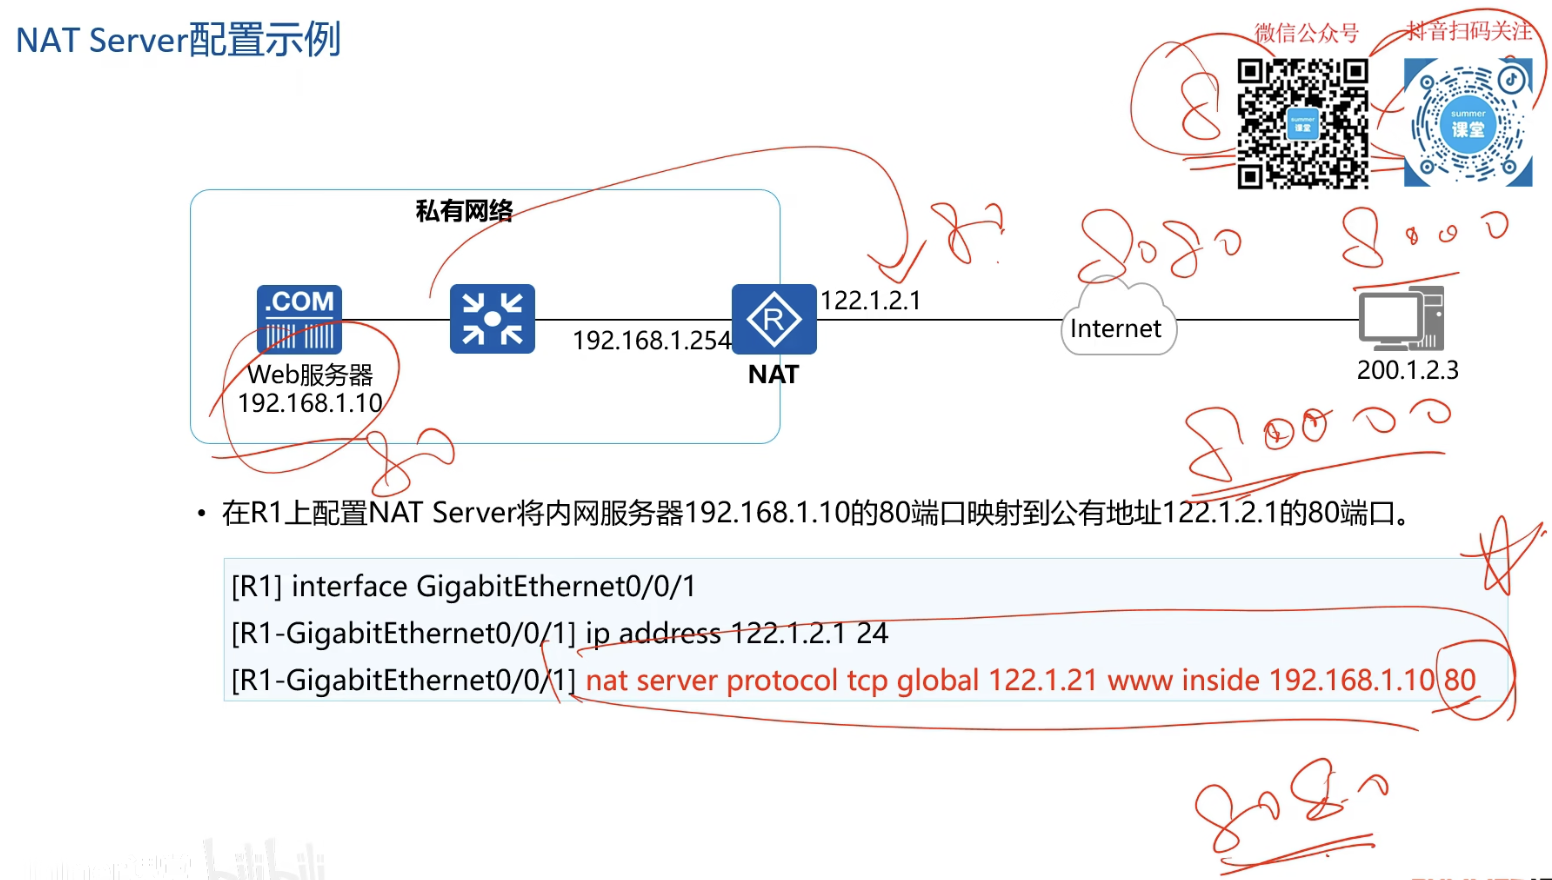 NAT Server配置示例
微信公众号
抖音扫码关注
summer
课堂
summer
课堂
8
私有网络
80
8080
8000
.COM
122.1.2.1
R
Internet
192.168.1.254
Web服务器
192.168.1.10
NAT
200.1.2.3
80
80000
• 在R1上配置NAT Server将内网服务器192.168.1.10的80端口映射到公有地址122.1.2.1的80端口。
[R1] interface GigabitEthernet0/0/1
[R1-GigabitEthernet0/0/1] ip address 122.1.2.1 24
[R1-GigabitEthernet0/0/1] nat server protocol tcp global 122.1.21 www inside 192.168.1.10 80
8080
bilibili